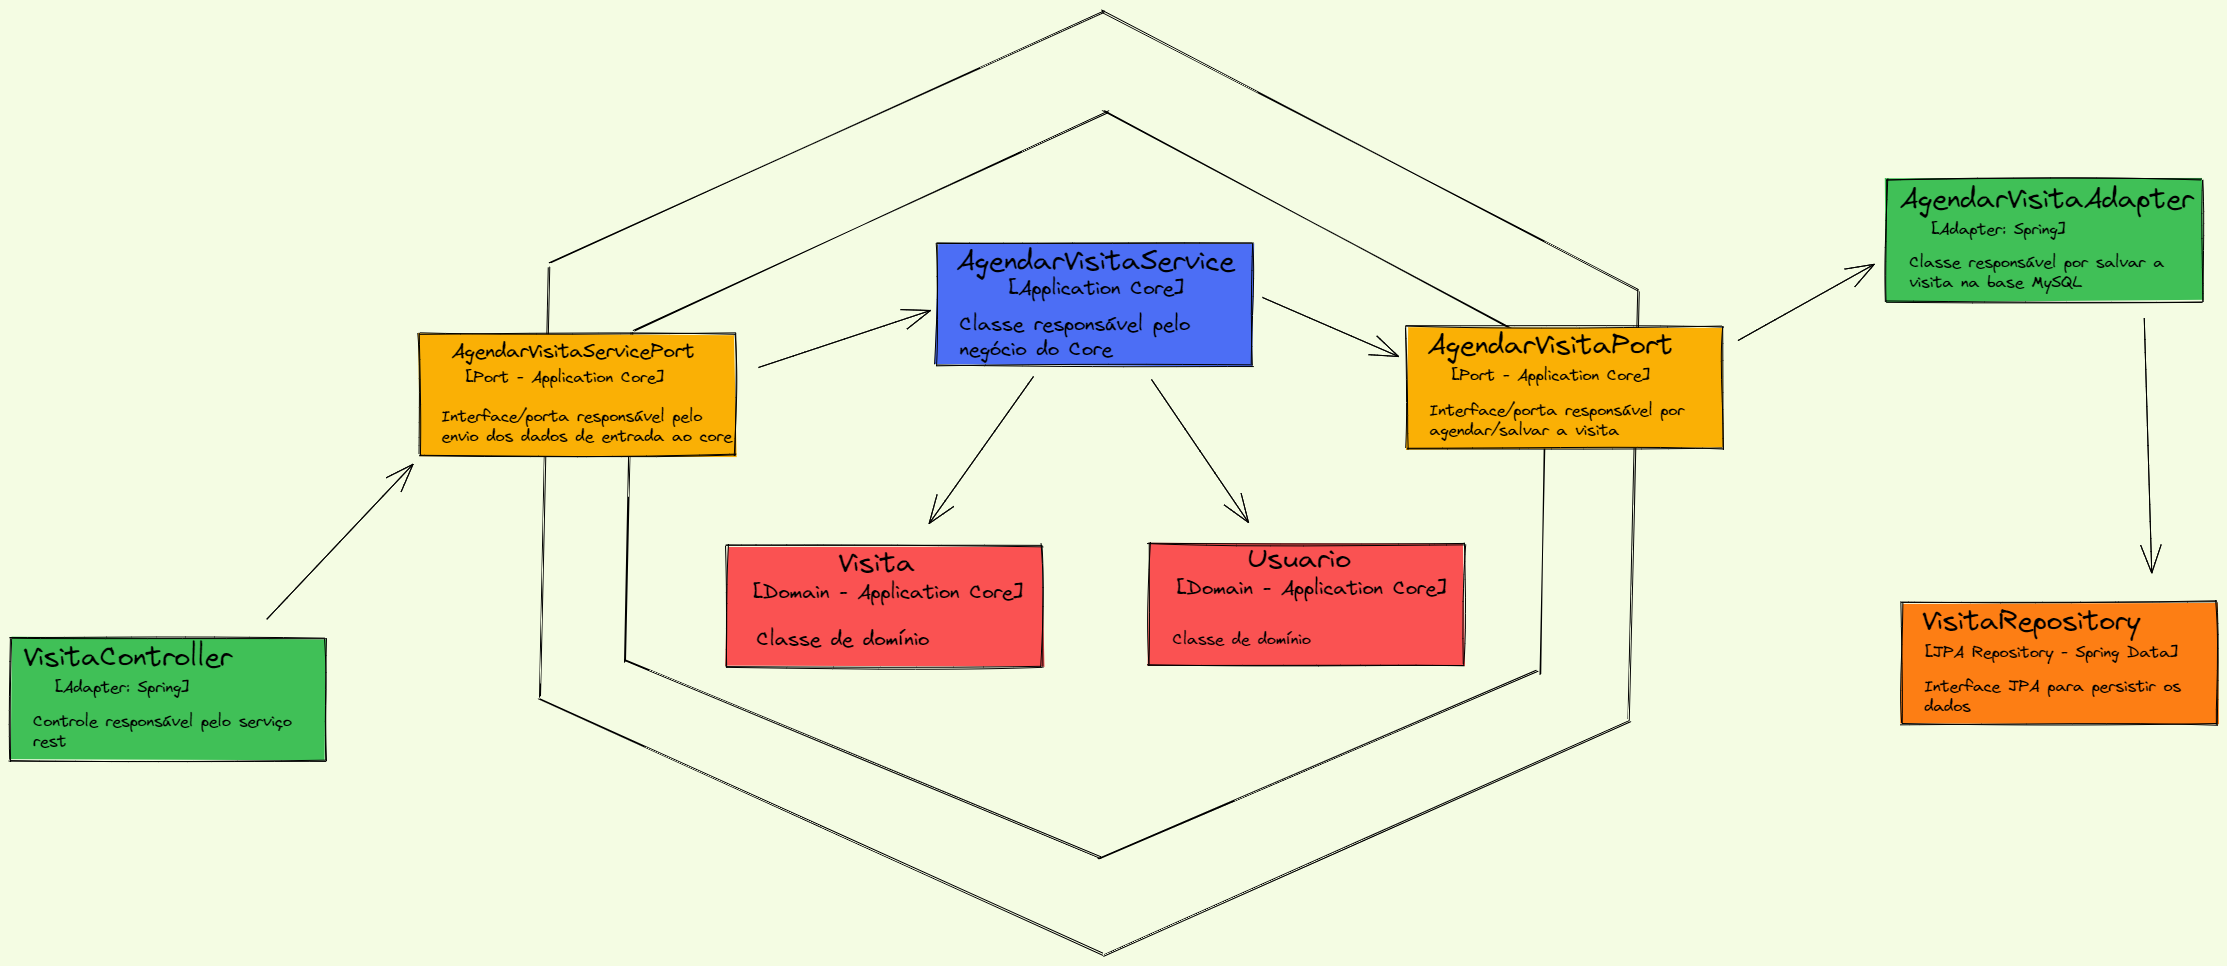 AgendarVisitaServicePort
[Port - Application Core]
Interface/porta responsável pelo
envio dos dados de entrada ao core
AgendarVisitaService
[Application Core]
Classe responsável pelo
negócio do Core
AgendarVisitaPort
[Port - Application Core]
Interface/porta responsável por
agendar/salvar a visita
AgendarVisitaAdapter
[Adapter: Spring]
Classe responsável por salvar a
visita na base MySQL
VisitaController
[Adapter: Spring]
Controle responsável pelo serviço
rest
Visita
[Domain - Application Core]
Classe de domínio
Usuario
[Domain - Application Core]
Classe de domínio
VisitaRepository
[JPA Repository - Spring Data]
Interface JPA para persistir os
dados